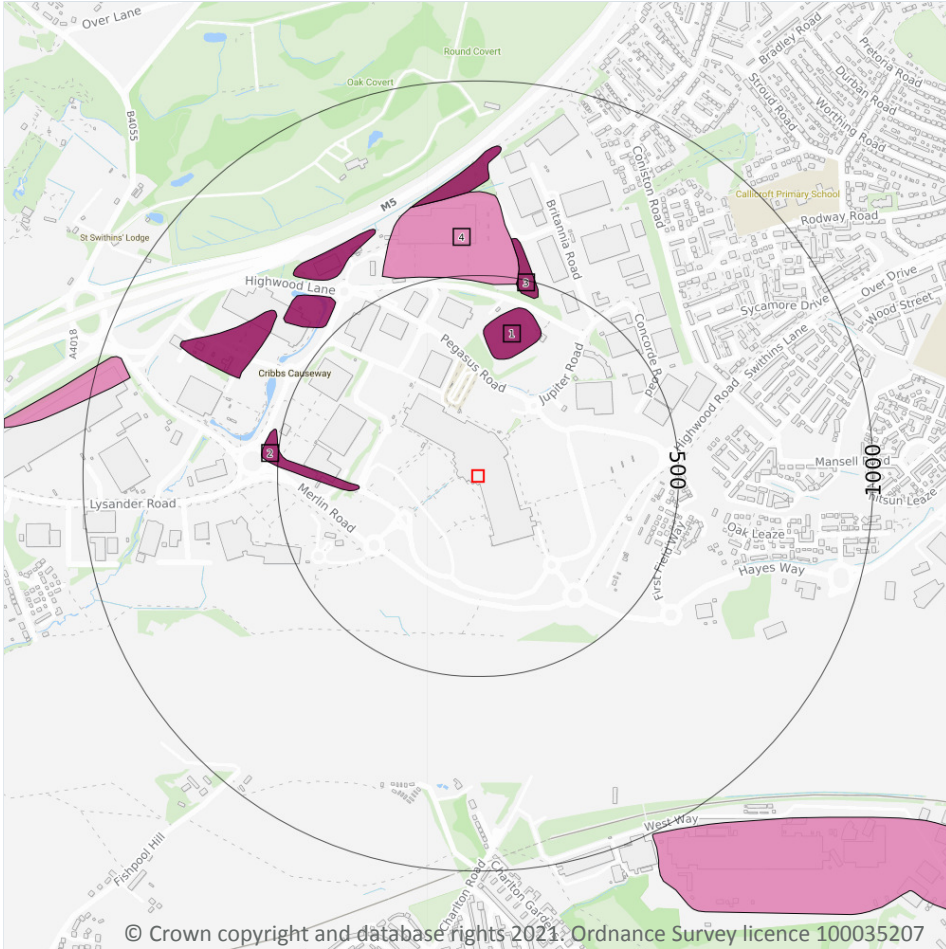 Over Lane
Round Covert
Oak Covert
B4055
Bradley Road
Pretoria Road
Durban Road
Stroud Road
Worthing Road
Coniston Road
Callicroft Primary School
M5
Britannia Road
Rodway Road
St Swithins' Lodge
4
Over Drive
Highwood Lane
3
Wood Street
Sycamore Drive
A4018
1
Concorde Road
Swithins Lane
Pegasus Road
Jupiter Road
Cribbs Causeway
Highwood Road
2
500
1000
Mansell Road
Lysander Road
Merlin Road
hitsun Leaze
Oak Leaze
First Field Way
Hayes Way
West Way
Fishpool Hill
Charlton Road
Charlton Gardens
© Crown copyright and database rights 2021. Ordnance Survey licence 100035207